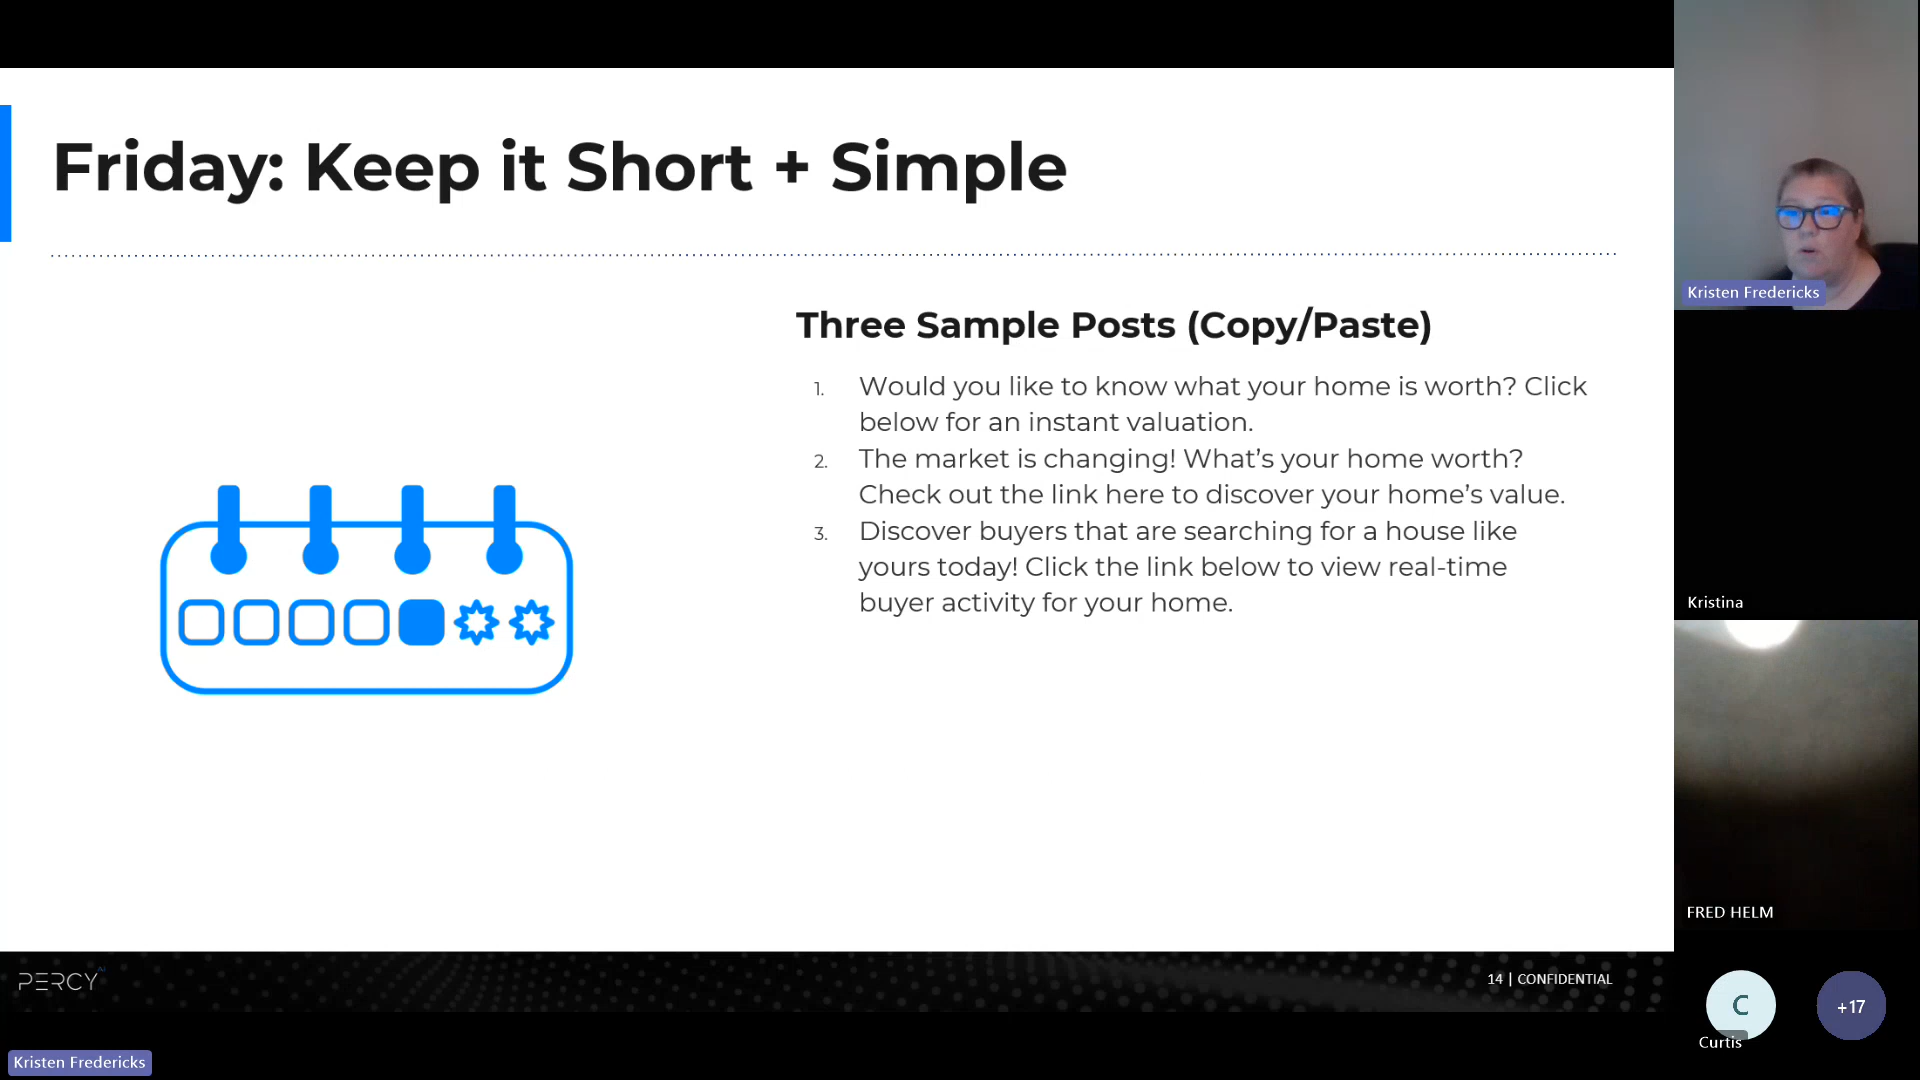 Friday: Keep it Short + Simple
Three Sample Posts (Copy/Paste)
1. Would you like to know what your home is worth? Click
below for an instant valuation.
2. The market is changing! What’s your home worth?
Check out the link here to discover your home’s value.
3. Discover buyers that are searching for a house like
yours today! Click the link below to view real-time
buyer activity for your home.
PERCY AI
14 | CONFIDENTIAL
Kristen Fredericks
Kristen Fredericks
Kristina
FRED HELM
C
Curtis
+17